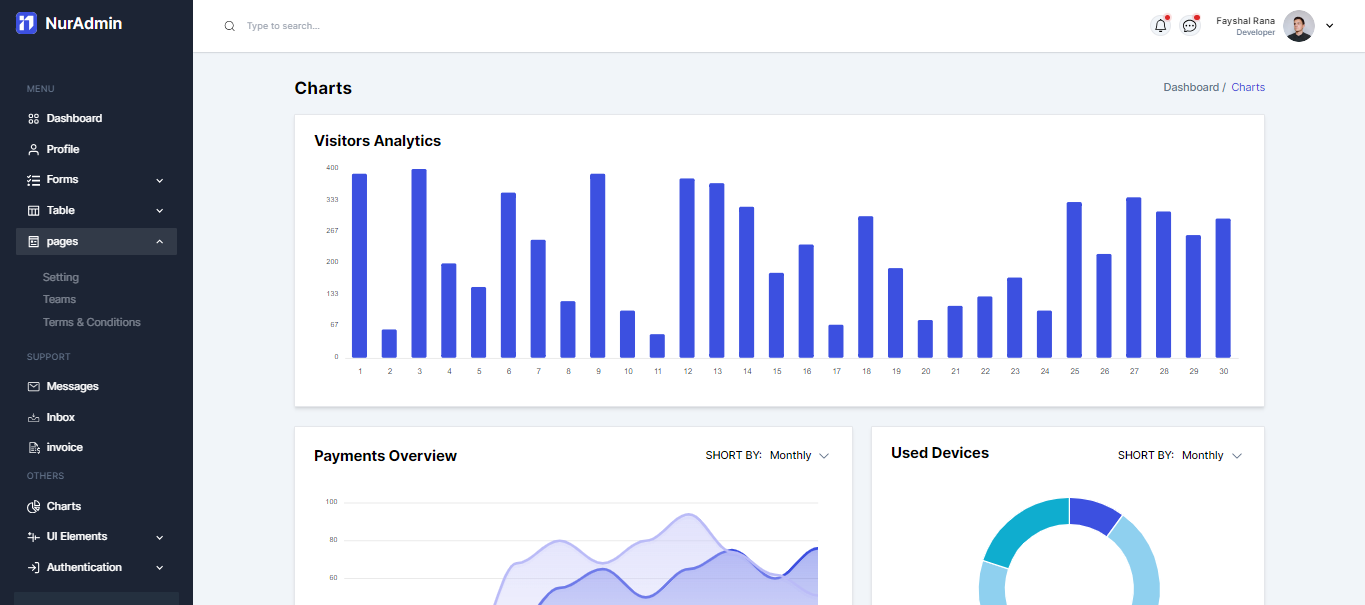 NurAdmin
Type to search...
Fayshal Rana
Developer
MENU
Dashboard
Profile
Forms
Table
pages
Setting
Teams
Terms & Conditions
SUPPORT
Messages
Inbox
invoice
OTHERS
Charts
UI Elements
Authentication
Charts
Dashboard / Charts
Visitors Analytics
400
333
267
200
133
67
0
1 2 3 4 5 6 7 8 9 10 11 12 13 14 15 16 17 18 19 20 21 22 23 24 25 26 27 28 29 30
Payments Overview
SHORT BY: Monthly
100
80
60
Used Devices
SHORT BY: Monthly